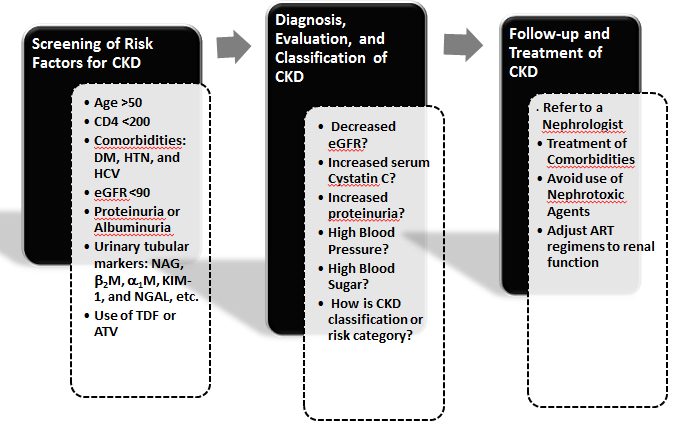 Screening of Risk
Factors for CKD
• Age >50
• CD4 <200
• Comorbidities:
DM, HTN, and
HCV
• eGFR<90
• Proteinuria or
Albuminuria
• Urinary tubular
markers: NAG,
β₂M, α₁M, KIM-
1, and NGAL, etc.
• Use of TDF or
ATV
Diagnosis,
Evaluation, and
Classification of
CKD
• Decreased
eGFR?
• Increased serum
Cystatin C?
• Increased
proteinuria?
• High Blood
Pressure?
• High Blood
Sugar?
• How is CKD
classification or
risk category?
Follow-up and
Treatment of
CKD
. Refer to a
Nephrologist
• Treatment of
Comorbidities
• Avoid use of
Nephrotoxic
Agents
• Adjust ART
regimens to renal
function